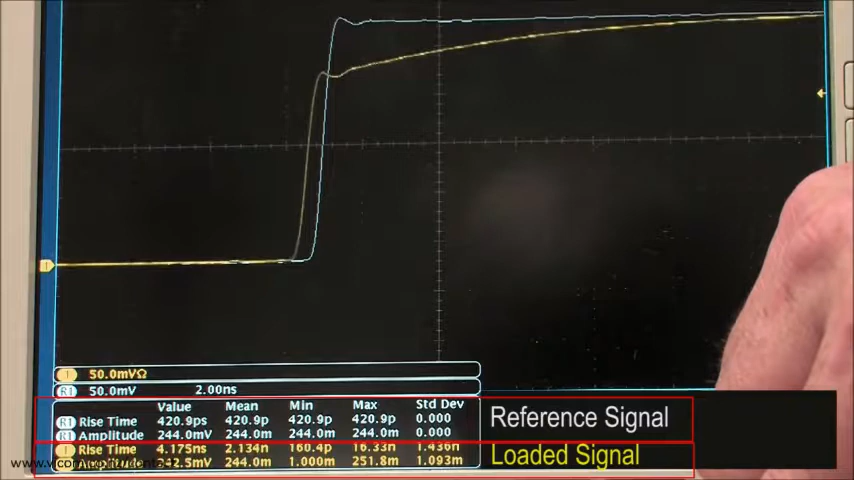 1 50.0mVΩ
R1 50.0mV 2.00ns
Value Mean Min Max Std Dev
R1 Rise Time 420.9ps 420.9p 420.9p 420.9p 0.000
R1 Amplitude 244.0mV 244.0m 244.0m 244.0m 0.000
Reference Signal
1 Rise Time 4.175ns 2.134n 160.4p 16.33n 1.436n
242.5mV 244.0m 1.000m 251.8m 1.093m
Loaded Signal